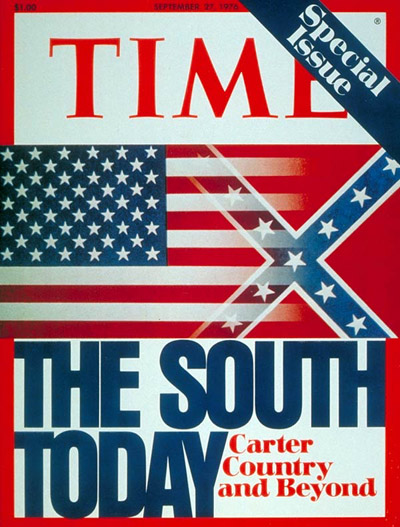 $1.00 SEPTEMBER 27, 1976
TIME
®
Special
Issue
THE SOUTH
TODAY
Carter
Country
and Beyond